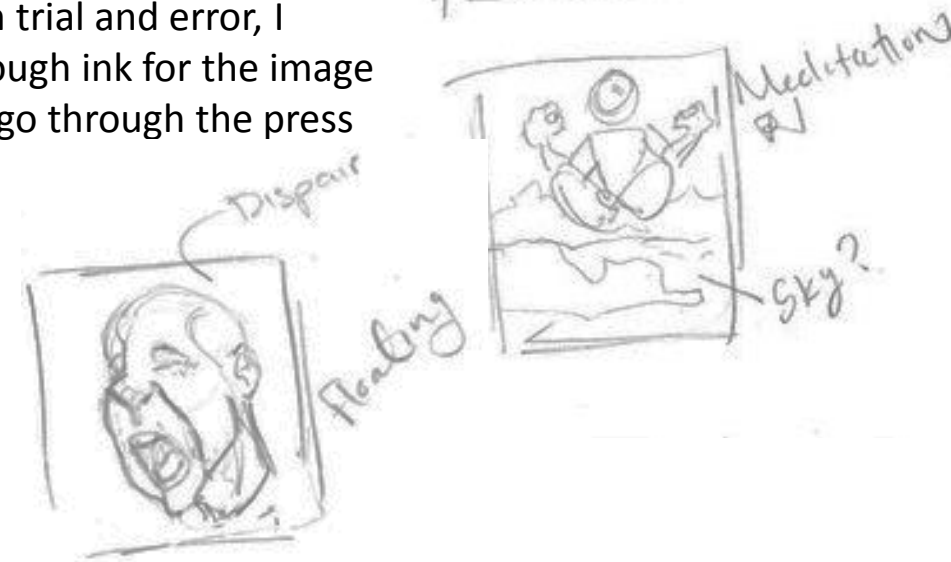 trial and error, I
ough ink for the image
go through the press
Meditation
Dispair
Sky?
Floating